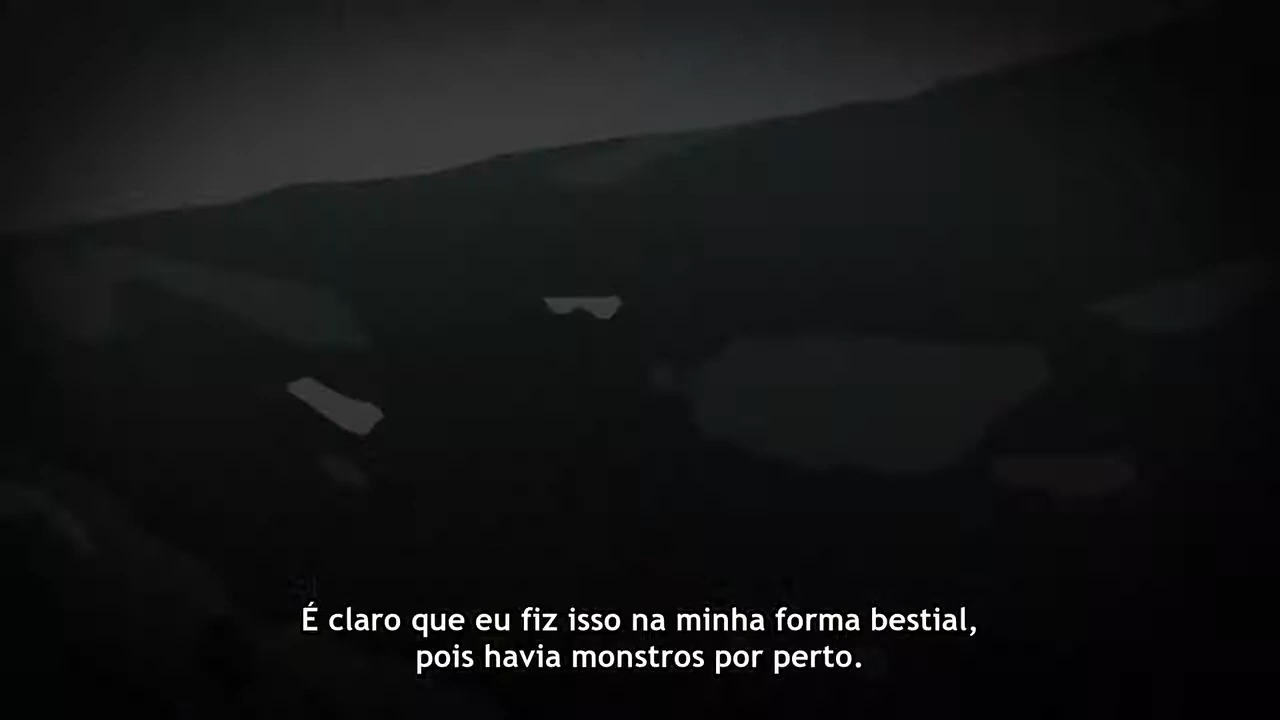 É claro que eu fiz isso na minha forma bestial,
pois havia monstros por perto.